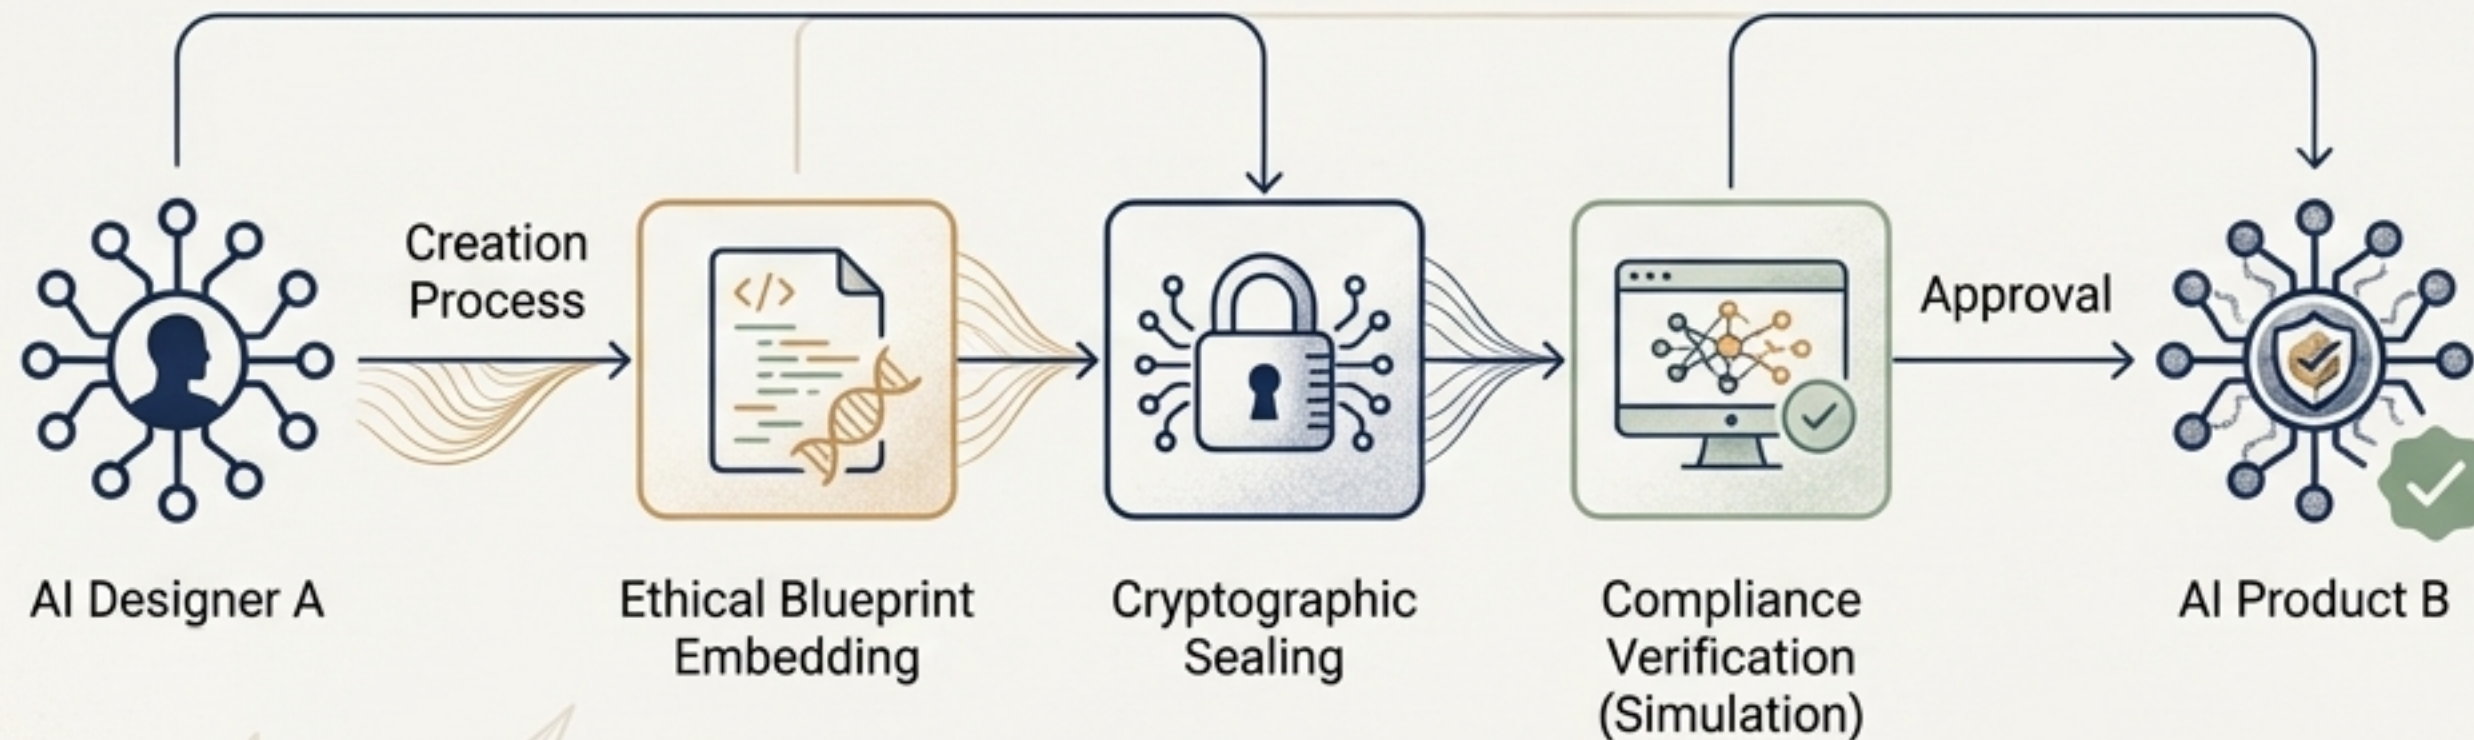 Creation
Process
</>
Approval
AI Designer A
Ethical Blueprint
Embedding
Cryptographic
Sealing
Compliance
Verification
(Simulation)
AI Product B